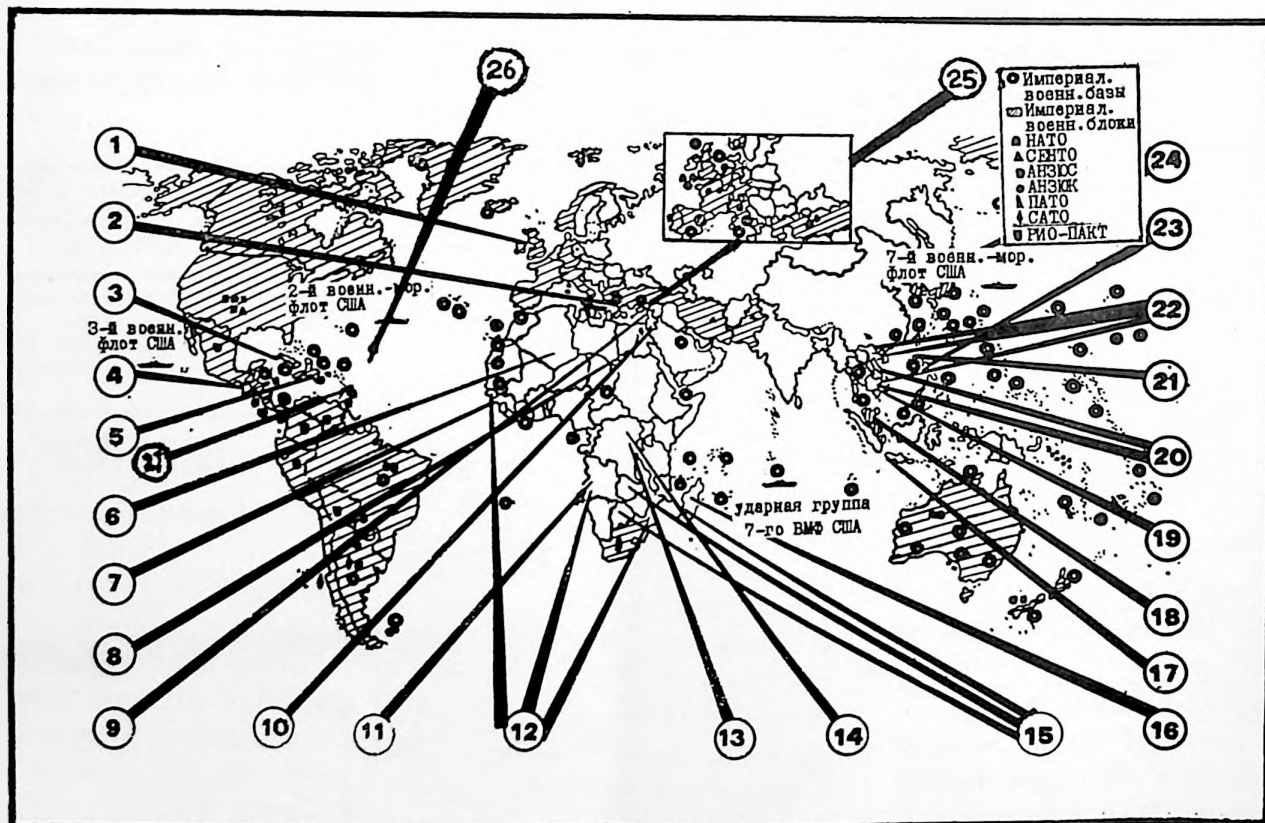 26
25
Империал.
военн.базы
Империал.
военн.блоки
НАТО
СЕНТО
АНЗЮС
АНЗЮК
ПАТО
САТО
РИО-ПАКТ
1
2
3
4
5
27
6
7
8
9
10
11
12
13
14
15
16
17
18
19
20
21
22
23
24
2-й военн.-мор.
флот США
3-й военн.
флот США
7-й военн.-мор.
флот США
ударная группа
7-го ВМФ США